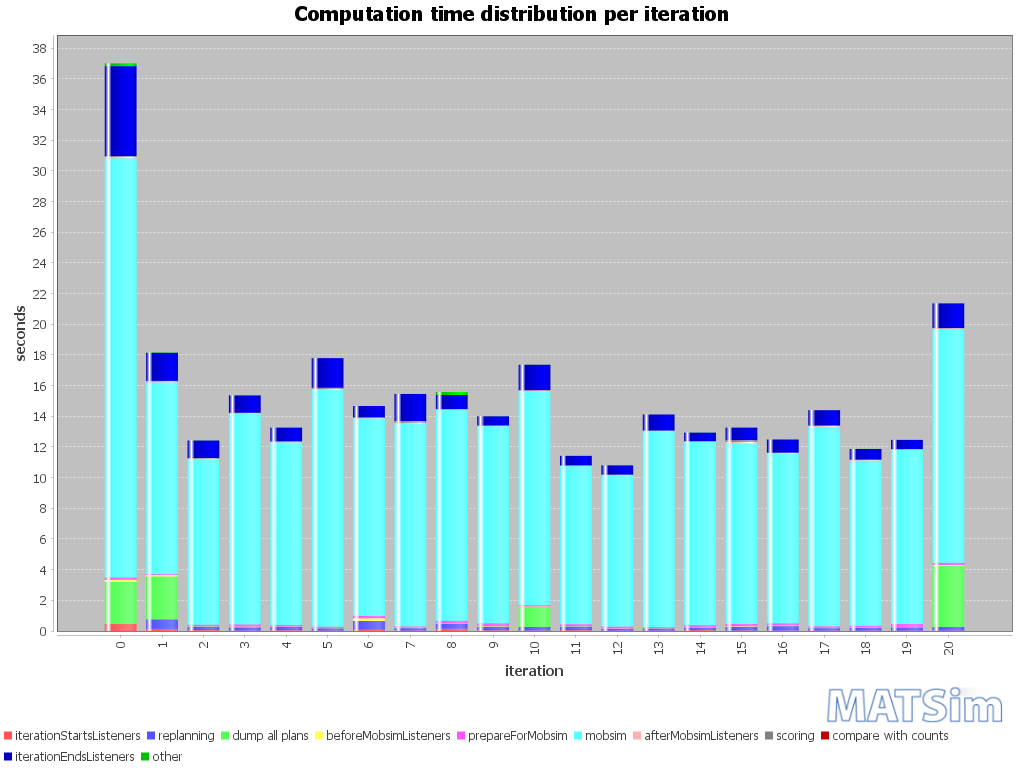 Computation time distribution per iteration
38
36
34
32
30
28
26
24
22
20
18
16
14
12
10
8
6
4
2
0
seconds
0 1 2 3 4 5 6 7 8 9 10 11 12 13 14 15 16 17 18 19 20
iteration
MATSim
iterationStartsListeners replanning dump all plans beforeMobsimListeners prepareForMobsim mobsim afterMobsimListeners scoring compare with counts
iterationEndsListeners other